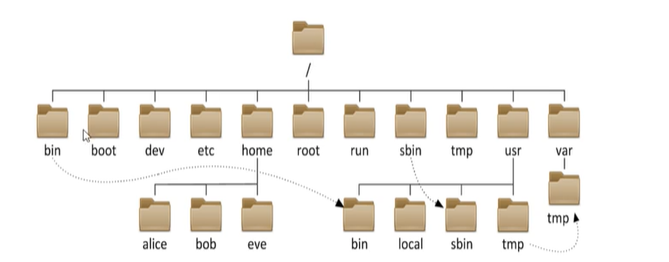 /
bin boot dev etc home root run sbin tmp usr var
tmp
alice bob eve bin local sbin tmp